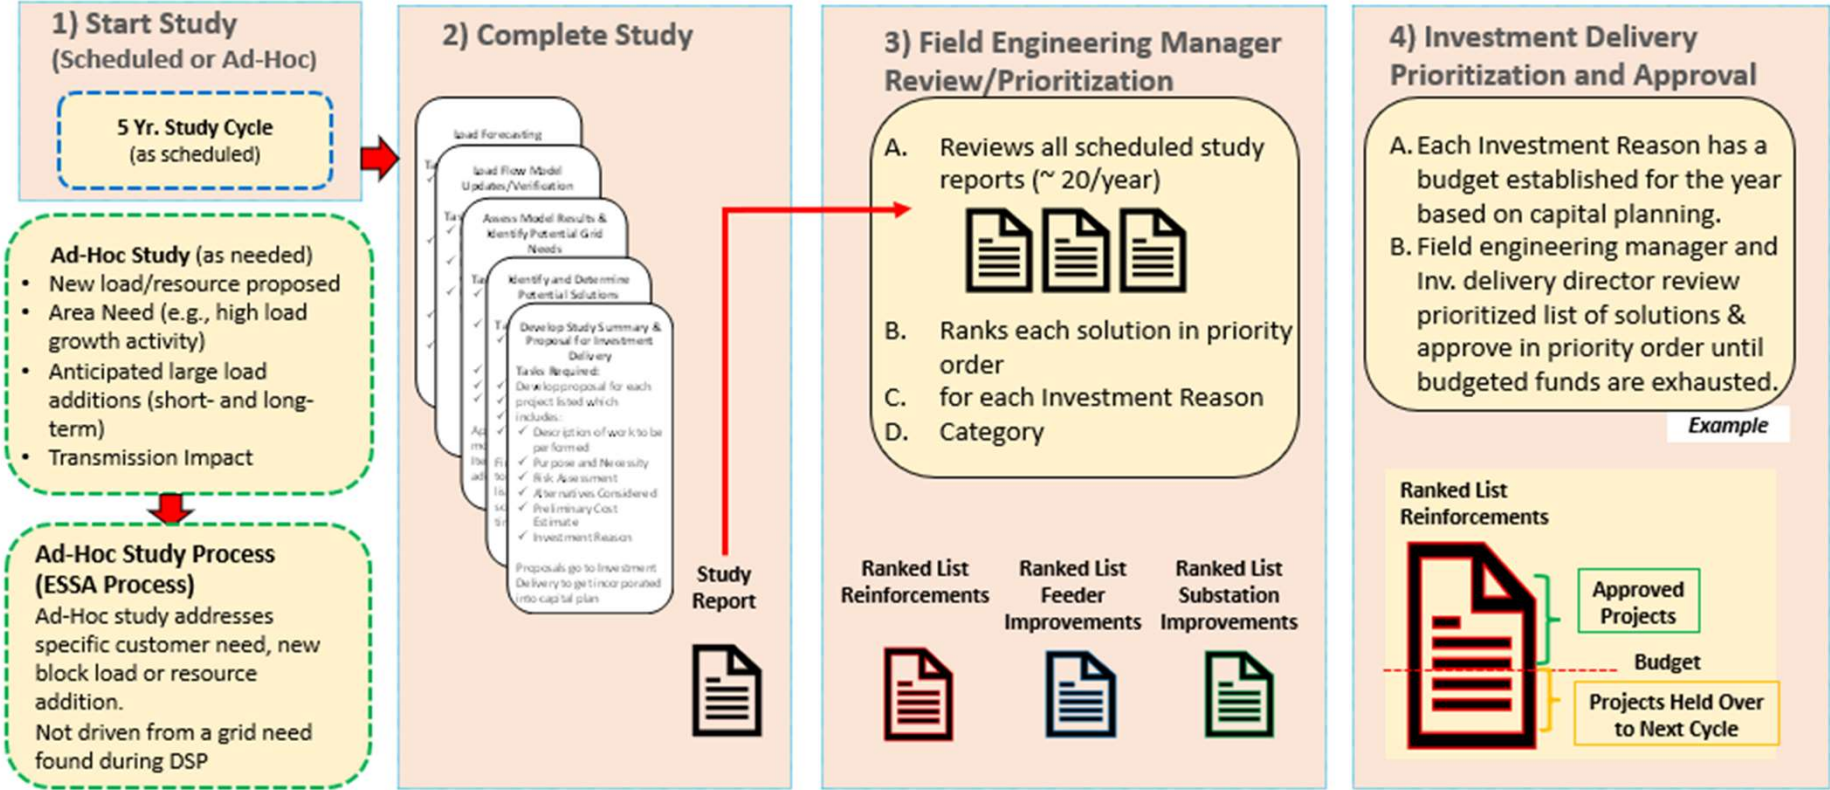 1) Start Study
(Scheduled or Ad-Hoc)
5 Yr. Study Cycle
(as scheduled)
Ad-Hoc Study (as needed)
• New load/resource proposed
• Area Need (e.g., high load
growth activity)
• Anticipated large load
additions (short- and long-
term)
• Transmission Impact
Ad-Hoc Study Process
(ESSA Process)
Ad-Hoc study addresses
specific customer need, new
block load or resource
addition.
Not driven from a grid need
found during DSP
2) Complete Study
Load Forecasting
Load Flow Model
Updates/Verification
Assess Model Results &
Identify Potential Grid
Needs
Identify and Determine
Potential Solutions
Develop Study Summary &
Proposal for Investment
Delivery
Tasks Required:
Develop proposal for each
project listed which
includes:
✓ Description of work to be
performed
✓ Purpose and Necessity
✓ Risk Assessment
✓ Alternatives Considered
✓ Preliminary Cost
Estimate
✓ Investment Reason
Proposals go to Investment
Delivery to get incorporated
into capital plan
Study
Report
3) Field Engineering Manager
Review/Prioritization
A. Reviews all scheduled study
reports (~ 20/year)
B. Ranks each solution in priority
order
C. for each Investment Reason
D. Category
Ranked List
Reinforcements
Ranked List
Feeder
Improvements
Ranked List
Substation
Improvements
4) Investment Delivery
Prioritization and Approval
A. Each Investment Reason has a
budget established for the year
based on capital planning.
B. Field engineering manager and
Inv. delivery director review
prioritized list of solutions &
approve in priority order until
budgeted funds are exhausted.
Example
Ranked List
Reinforcements
Approved
Projects
Budget
Projects Held Over
to Next Cycle